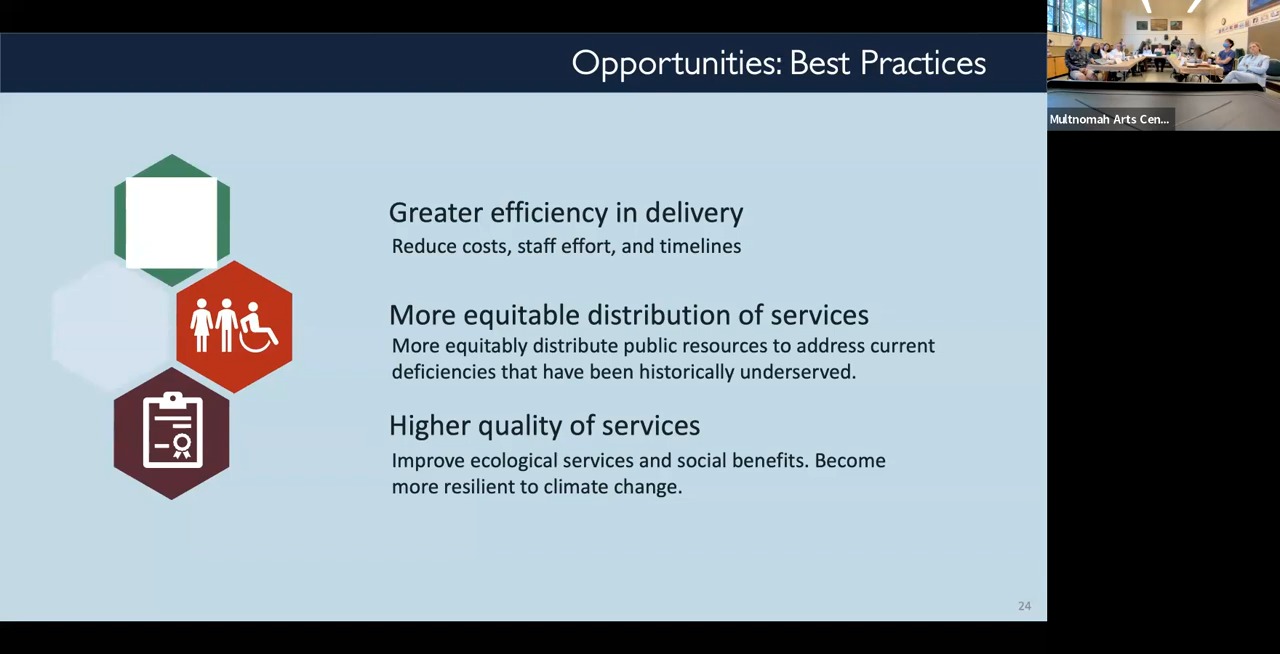 Opportunities: Best Practices
Multnomah Arts Cen...
Greater efficiency in delivery
Reduce costs, staff effort, and timelines
More equitable distribution of services
More equitably distribute public resources to address current
deficiencies that have been historically underserved.
Higher quality of services
Improve ecological services and social benefits. Become
more resilient to climate change.
24